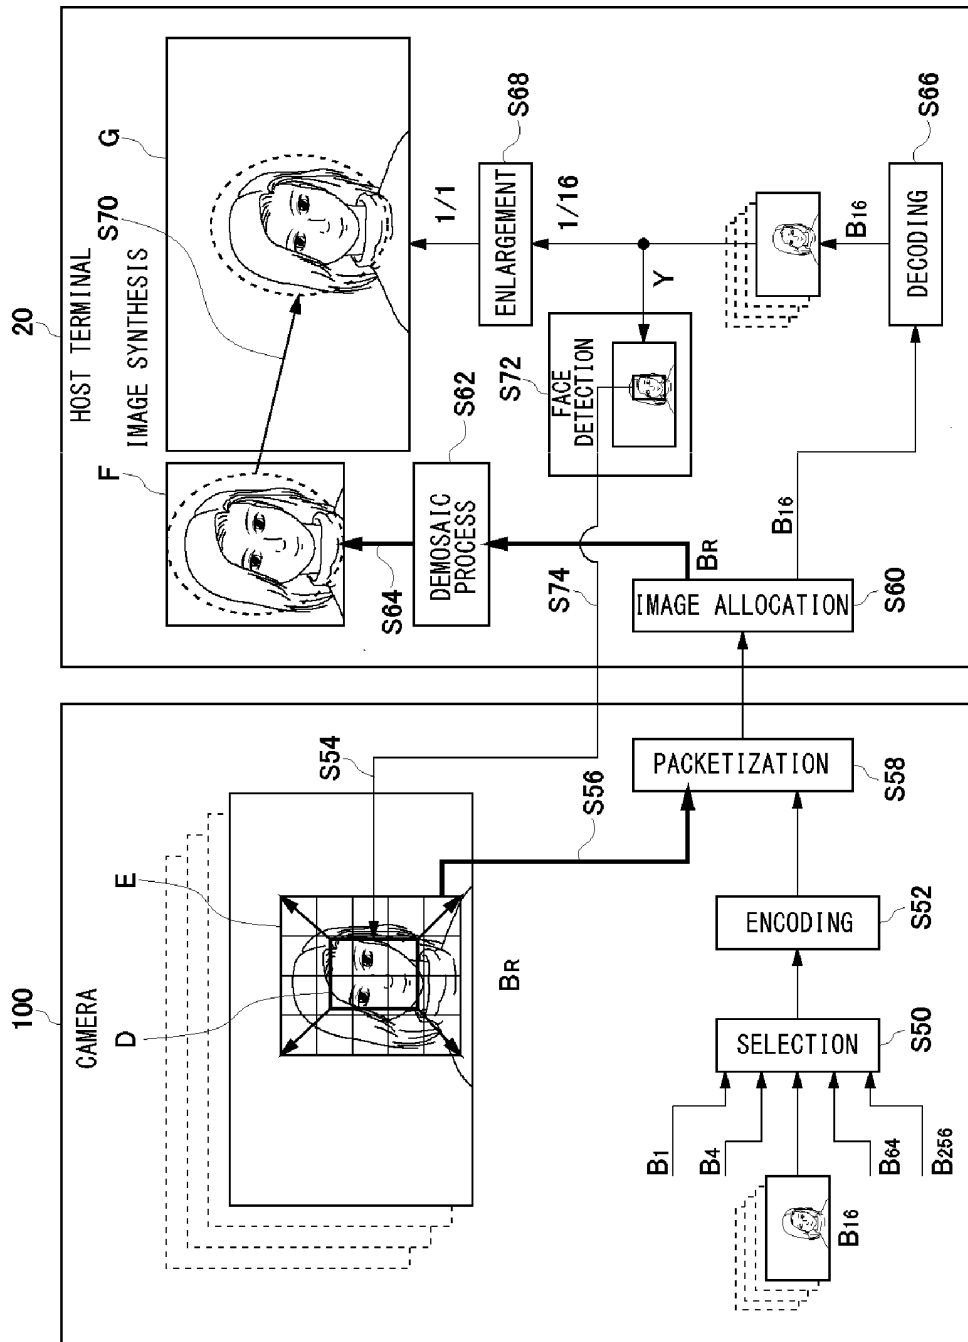 100
CAMERA
D
E
S54
BR
S56
B1
B4
B16
B64
B256
SELECTION
S50
ENCODING
S52
PACKETIZATION
S58
20
HOST TERMINAL
IMAGE SYNTHESIS
F
S70
G
S64
DEMOSAIC
PROCESS
S62
1/1
ENLARGEMENT
S68
1/16
S72
FACE
DETECTION
Y
S74
BR
IMAGE ALLOCATION
S60
B16
B16
DECODING
S66